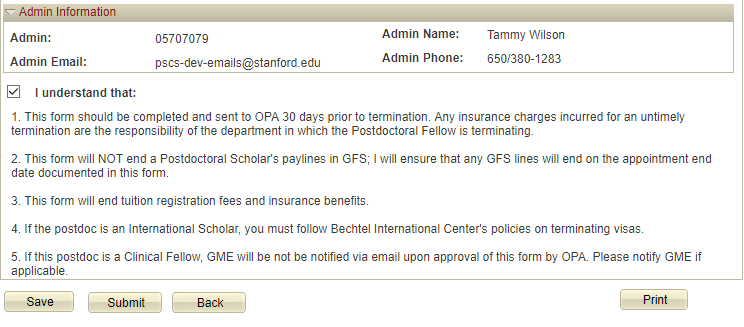 Admin Information
Admin: 05707079 Admin Name: Tammy Wilson
Admin Email: pscs-dev-emails@stanford.edu Admin Phone: 650/380-1283
I understand that:
1. This form should be completed and sent to OPA 30 days prior to termination. Any insurance charges incurred for an untimely
termination are the responsibility of the department in which the Postdoctoral Fellow is terminating.
2. This form will NOT end a Postdoctoral Scholar's paylines in GFS; I will ensure that any GFS lines will end on the appointment end
date documented in this form.
3. This form will end tuition registration fees and insurance benefits.
4. If the postdoc is an International Scholar, you must follow Bechtel International Center's policies on terminating visas.
5. If this postdoc is a Clinical Fellow, GME will be not be notified via email upon approval of this form by OPA. Please notify GME if
applicable.
Save Submit Back Print